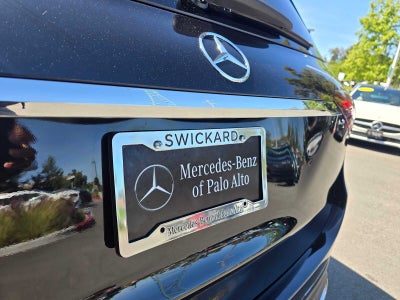 SWICKARD
Mercedes-Benz
of Palo Alto